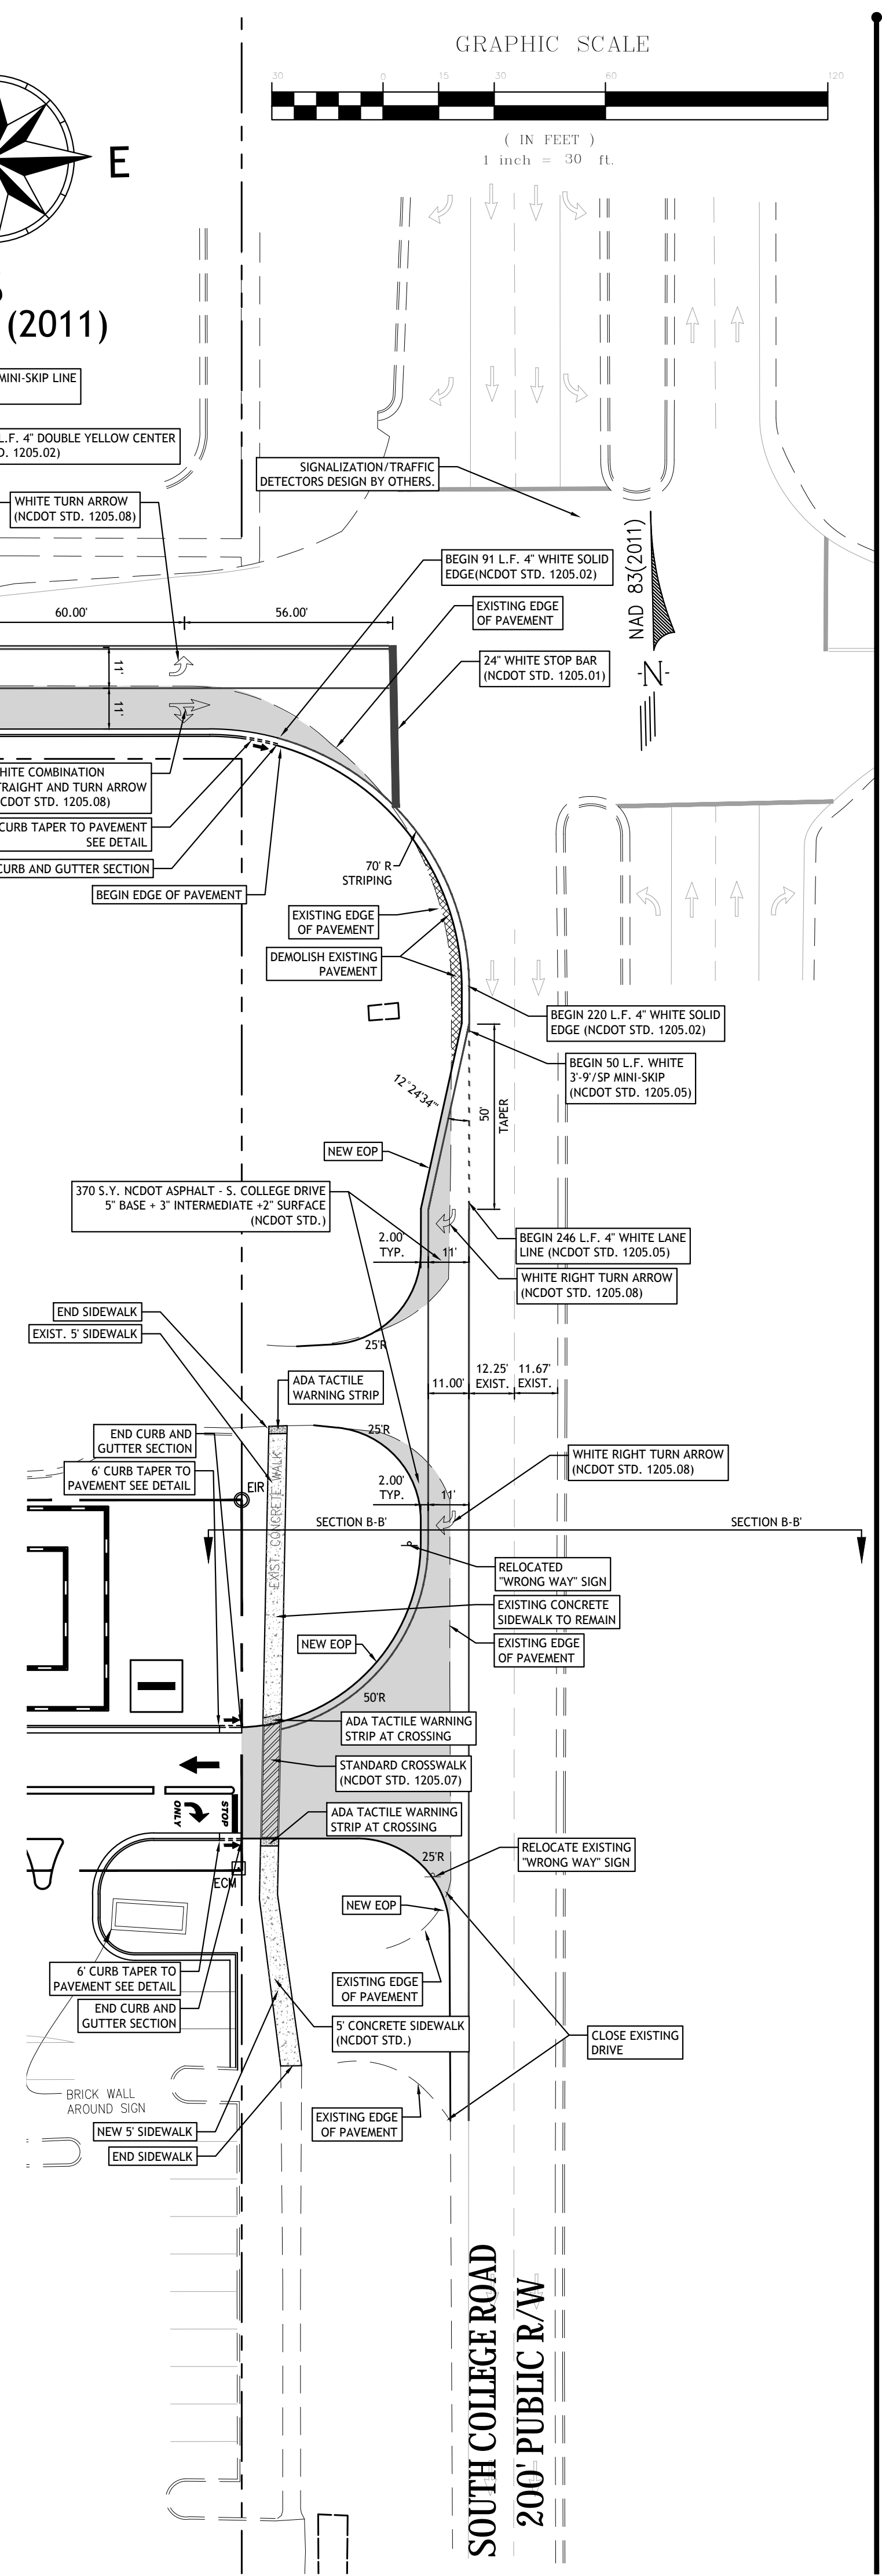 GRAPHIC SCALE
30 0 15 30 60 120
( IN FEET )
1 inch = 30 ft.
E
(2011)
MINI-SKIP LINE
L.F. 4" DOUBLE YELLOW CENTER
D. 1205.02)
SIGNALIZATION/TRAFFIC
DETECTORS DESIGN BY OTHERS.
WHITE TURN ARROW
(NCDOT STD. 1205.08)
NAD 83(2011)
-N-
BEGIN 91 L.F. 4" WHITE SOLID
EDGE(NCDOT STD. 1205.02)
EXISTING EDGE
OF PAVEMENT
60.00'
56.00'
24" WHITE STOP BAR
(NCDOT STD. 1205.01)
11'
11'
HITE COMBINATION
TRAIGHT AND TURN ARROW
CDOT STD. 1205.08)
CURB TAPER TO PAVEMENT
SEE DETAIL
CURB AND GUTTER SECTION
BEGIN EDGE OF PAVEMENT
70' R
STRIPING
EXISTING EDGE
OF PAVEMENT
DEMOLISH EXISTING
PAVEMENT
BEGIN 220 L.F. 4" WHITE SOLID
EDGE (NCDOT STD. 1205.02)
BEGIN 50 L.F. WHITE
3'-9'/SP MINI-SKIP
(NCDOT STD. 1205.05)
12°24'34"
50'
TAPER
NEW EOP
370 S.Y. NCDOT ASPHALT - S. COLLEGE DRIVE
5" BASE + 3" INTERMEDIATE +2" SURFACE
(NCDOT STD.)
2.00'
TYP.
11'
BEGIN 246 L.F. 4" WHITE LANE
LINE (NCDOT STD. 1205.05)
WHITE RIGHT TURN ARROW
(NCDOT STD. 1205.08)
END SIDEWALK
EXIST. 5' SIDEWALK
25'R
ADA TACTILE
WARNING STRIP
11.00'
12.25'
EXIST.
11.67'
EXIST.
END CURB AND
GUTTER SECTION
25'R
6' CURB TAPER TO
PAVEMENT SEE DETAIL
WHITE RIGHT TURN ARROW
(NCDOT STD. 1205.08)
EIR
EXIST. CONCRETE WALK
2.00'
TYP.
11'
SECTION B-B'
SECTION B-B'
RELOCATED
"WRONG WAY" SIGN
EXISTING CONCRETE
SIDEWALK TO REMAIN
EXISTING EDGE
OF PAVEMENT
NEW EOP
50'R
ADA TACTILE WARNING
STRIP AT CROSSING
STANDARD CROSSWALK
(NCDOT STD. 1205.07)
ONLY
STOP
ADA TACTILE WARNING
STRIP AT CROSSING
25'R
RELOCATE EXISTING
"WRONG WAY" SIGN
ECM
NEW EOP
6' CURB TAPER TO
PAVEMENT SEE DETAIL
EXISTING EDGE
OF PAVEMENT
END CURB AND
GUTTER SECTION
5' CONCRETE SIDEWALK
(NCDOT STD.)
CLOSE EXISTING
DRIVE
BRICK WALL
AROUND SIGN
NEW 5' SIDEWALK
EXISTING EDGE
OF PAVEMENT
END SIDEWALK
SOUTH COLLEGE ROAD
200' PUBLIC R/W